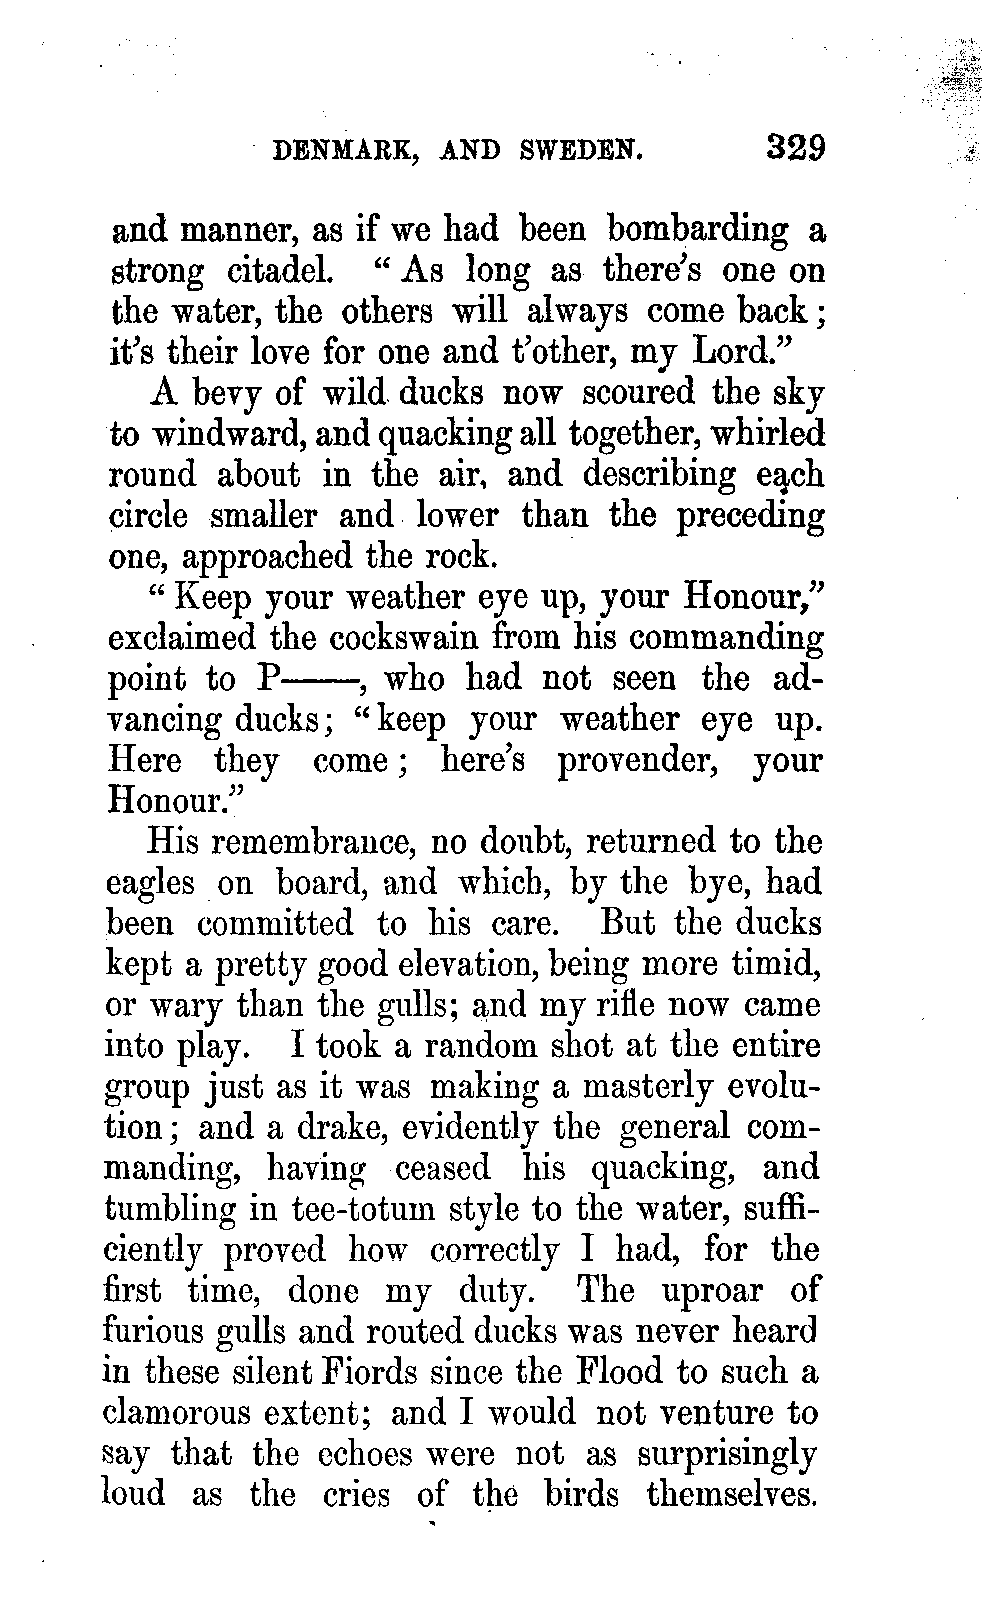 DENMARK, AND SWEDEN. 329
and manner, as if we had been bombarding a
strong citadel. “ As long as there’s one on
the water, the others will always come back ;
it’s their love for one and t’other, my Lord.”
A bevy of wild ducks now scoured the sky
to windward, and quacking all together, whirled
round about in the air, and describing each
circle smaller and lower than the preceding
one, approached the rock.
“ Keep your weather eye up, your Honour,”
exclaimed the cockswain from his commanding
point to P——, who had not seen the ad-
vancing ducks ; “ keep your weather eye up.
Here they come ; here’s provender, your
Honour.”
His remembrance, no doubt, returned to the
eagles on board, and which, by the bye, had
been committed to his care. But the ducks
kept a pretty good elevation, being more timid,
or wary than the gulls; and my rifle now came
into play. I took a random shot at the entire
group just as it was making a masterly evolu-
tion ; and a drake, evidently the general com-
manding, having ceased his quacking, and
tumbling in tee-totum style to the water, suffi-
ciently proved how correctly I had, for the
first time, done my duty. The uproar of
furious gulls and routed ducks was never heard
in these silent Fiords since the Flood to such a
clamorous extent; and I would not venture to
say that the echoes were not as surprisingly
loud as the cries of the birds themselves.